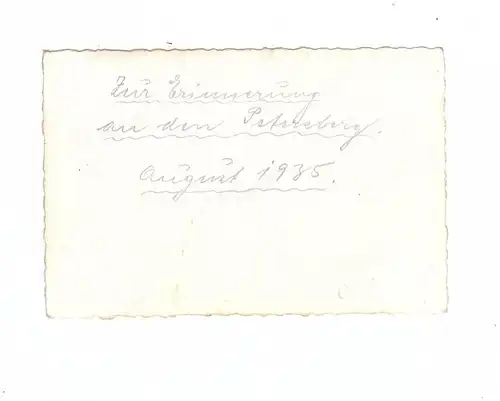 Zur Erinnerung
an den Petersberg.
August 1935.